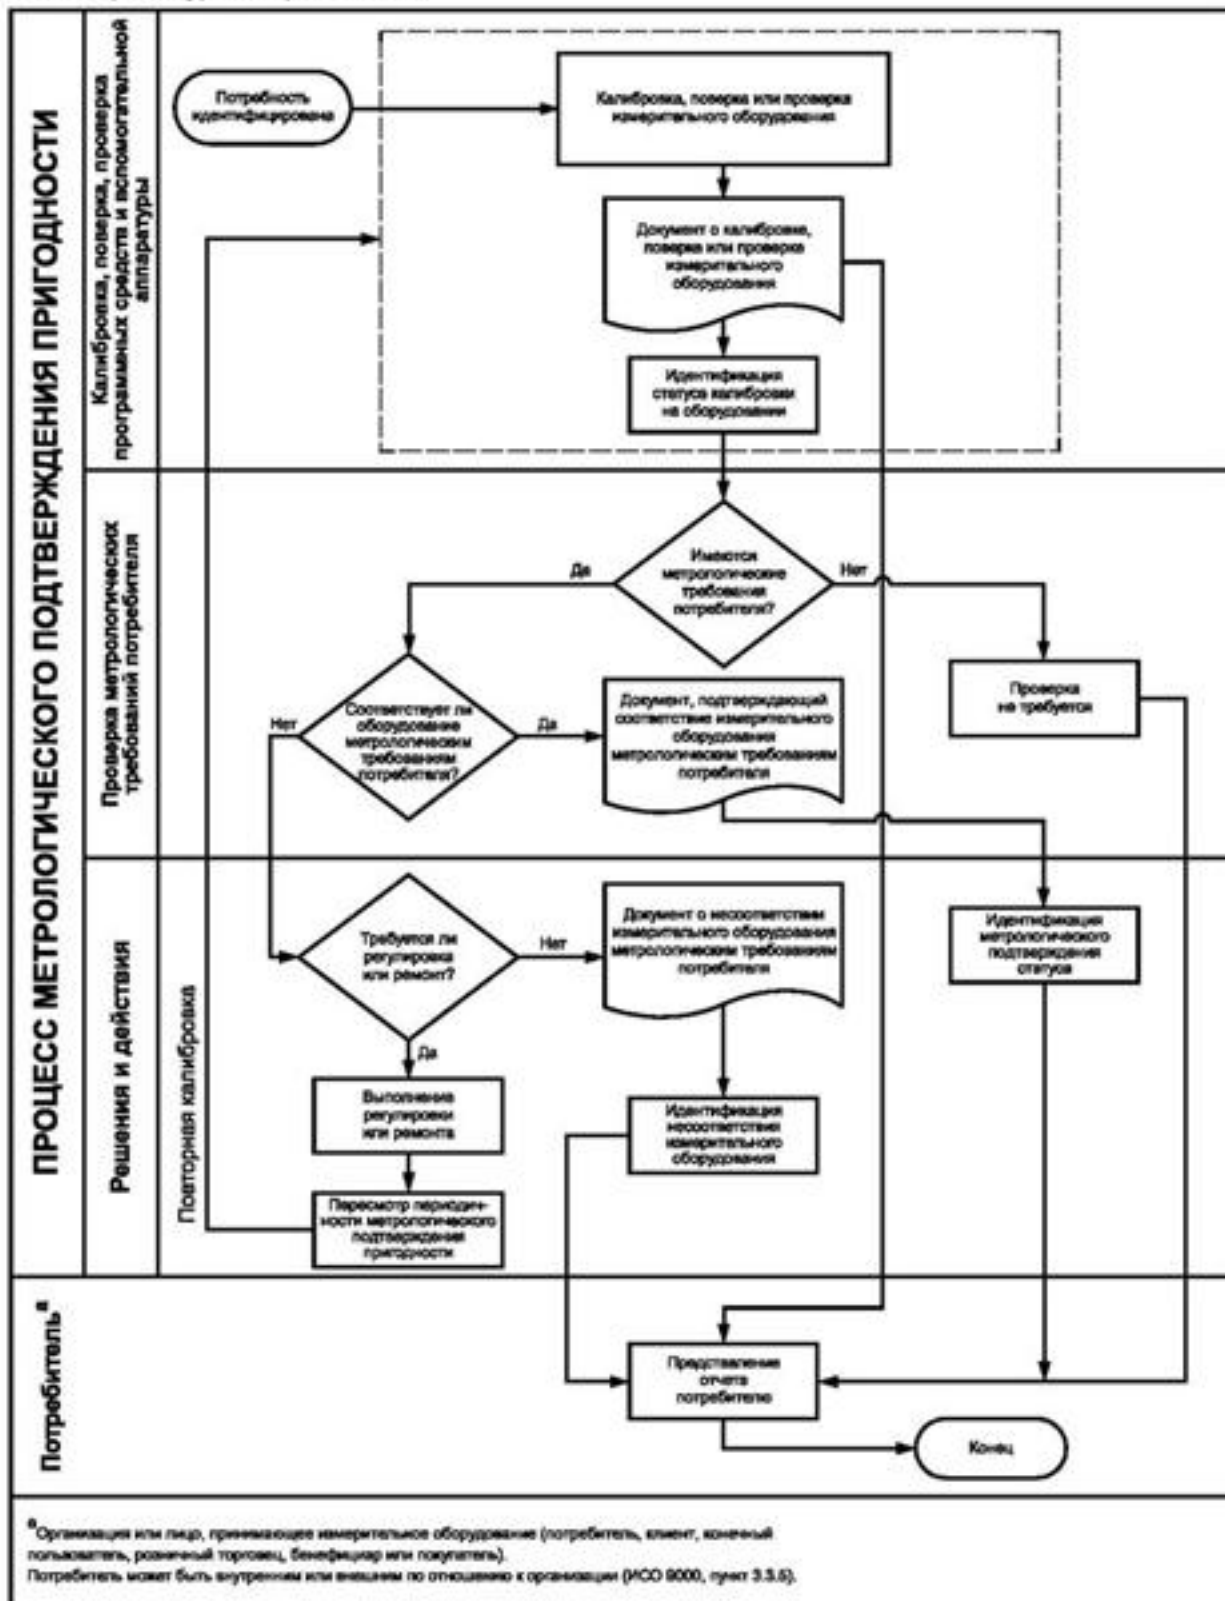 ПРОЦЕСС МЕТРОЛОГИЧЕСКОГО ПОДТВЕРЖДЕНИЯ ПРИГОДНОСТИ
Калибровка, поверка, проверка
программных средств и вспомогательной
аппаратуры
Потребность
идентифицирована
Калибровка, поверка или проверка
измерительного оборудования
Документ о калибровке,
поверка или проверка
измерительного
оборудования
Идентификация
статуса калибровки
на оборудовании
Проверка метрологических
требований потребителя
Имеются
метрологические
требования
потребителя?
Да
Нет
Соответствует ли
оборудование
метрологическим
требованиям
потребителя?
Нет
Да
Документ, подтверждающий
соответствие измерительного
оборудования
метрологическим требованиям
потребителя
Проверка
на требуется
Решения и действия
Повторная калибровка
Требуется ли
регулировка
или ремонт?
Нет
Да
Документ о несоответствии
измерительного оборудования
метрологическим требованиям
потребителя
Идентификация
метрологического
подтверждения
статуса
Выполнение
регулировки
или ремонта
Идентификация
несоответствия
измерительного
оборудования
Пересмотр периодич-
ности метрологического
подтверждения
пригодности
Потребительᵃ
Представление
отчета
потребителю
Конец
ᵃОрганизация или лицо, принимающее измерительное оборудование (потребитель, клиент, конечный
пользователь, розничный торговец, бенефициар или покупатель).
Потребитель может быть внутренним или внешним по отношению к организации (ИСО 9000, пункт 3.3.5).